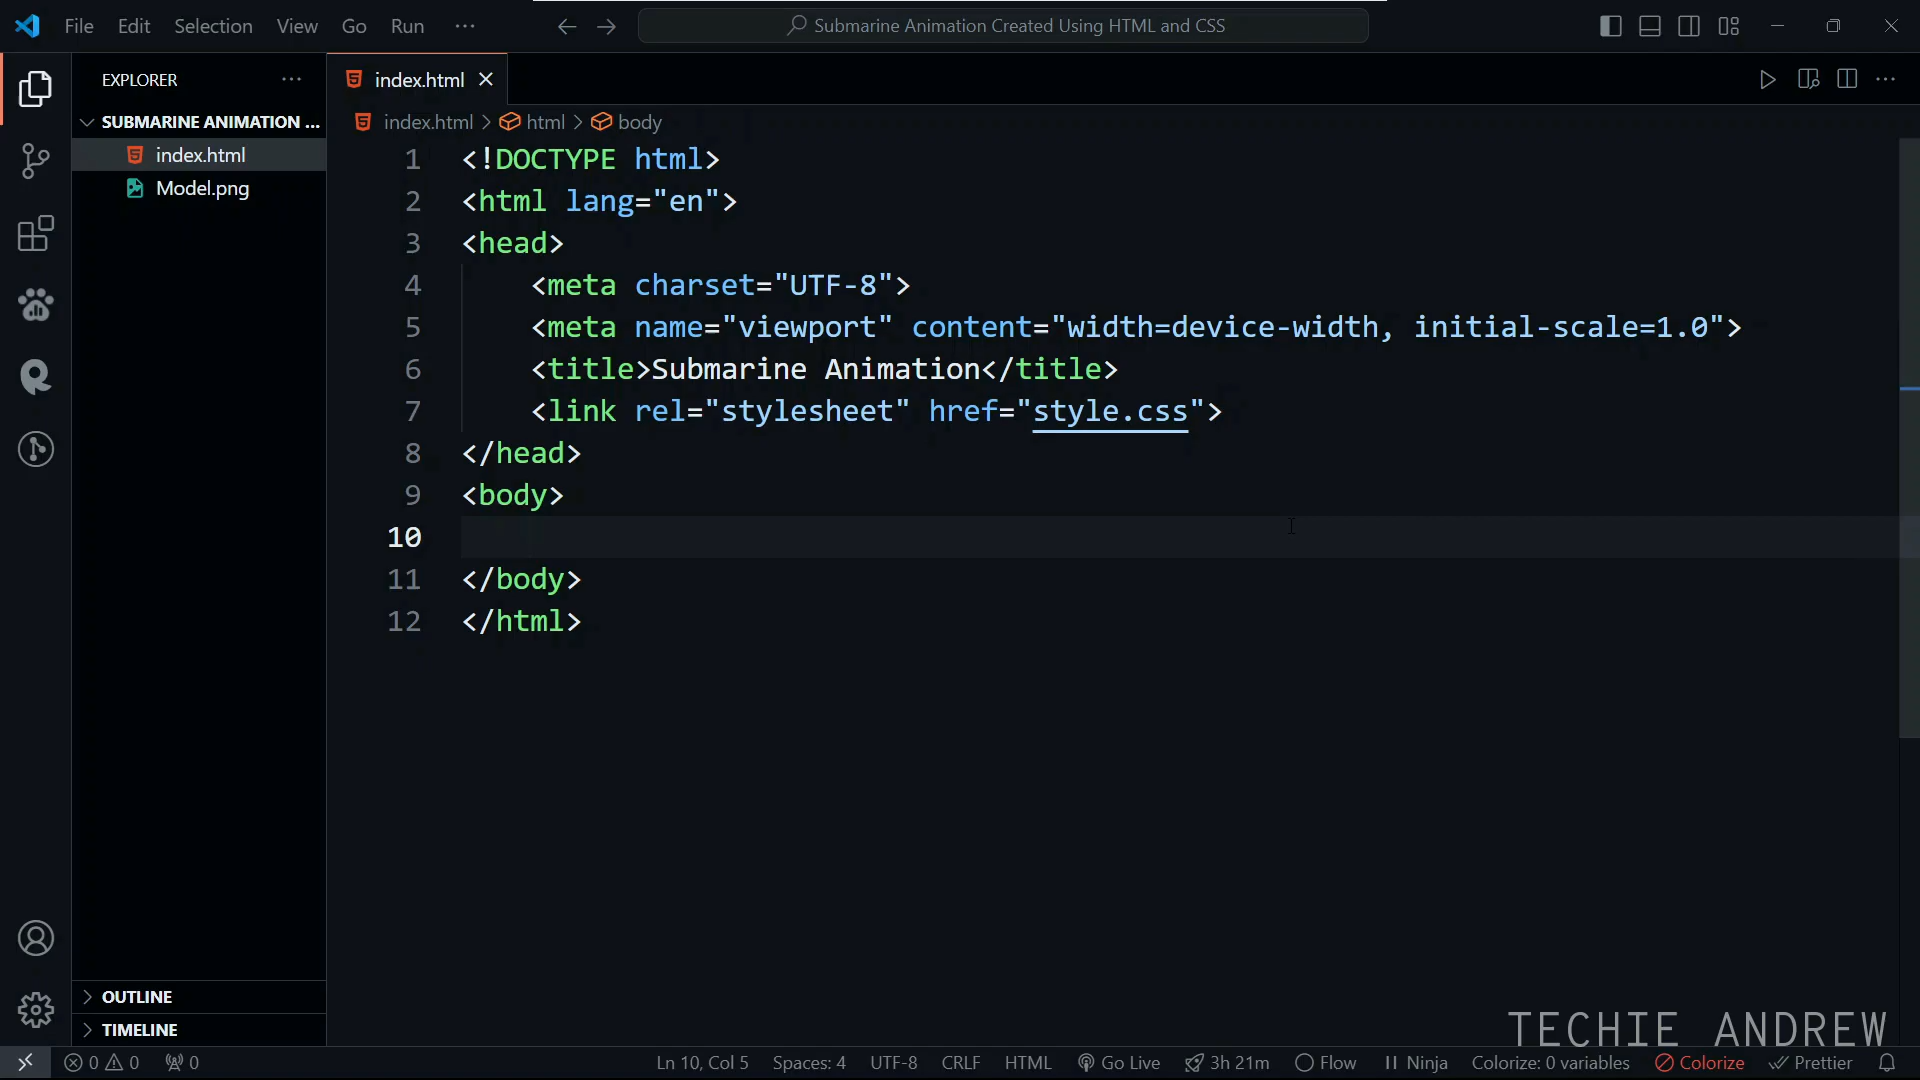 File Edit Selection View Go Run ··· Submarine Animation Created Using HTML and CSS
EXPLORER ···
index.html
SUBMARINE ANIMATION ...
index.html
Model.png
index.html > html > body
1 <!DOCTYPE html>
2 <html lang="en">
3 <head>
4 <meta charset="UTF-8">
5 <meta name="viewport" content="width=device-width, initial-scale=1.0">
6 <title>Submarine Animation</title>
7 <link rel="stylesheet" href="style.css">
8 </head>
9 <body>
10
11 </body>
12 </html>
OUTLINE
TIMELINE
TECHIE ANDREW
0 0 0 Ln 10, Col 5 Spaces: 4 UTF-8 CRLF HTML Go Live 3h 21m Flow Ninja Colorize: 0 variables Colorize Prettier